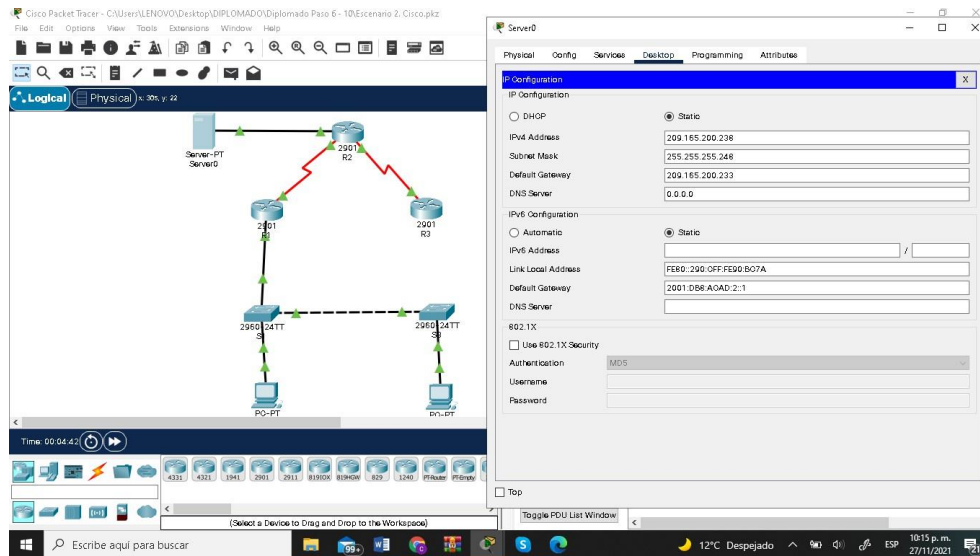 Cisco Packet Tracer - C:\Users\LENOVO\Desktop\DIPLOMADO\Diplomado Paso 6 - 10\Escenario 2. Cisco.pkz
File Edit Options View Tools Extensions Window Help
Logical Physical x: 305, y: 22
Server-PT
Server0
2901
R2
2901
R1
2901
R3
2960-24TT
S1
2960-24TT
PC-PT
PC-PT
Time: 00:04:42
4331 4321 1941 2901 2911 819IOX 819HGW 829 1240 PT-Router PT-Empty
(Select a Device to Drag and Drop to the Workspace)
Server0
Physical Config Services Desktop Programming Attributes
IP Configuration X
IP Configuration
DHCP Static
IPv4 Address 209.165.200.238
Subnet Mask 255.255.255.248
Default Gateway 209.165.200.233
DNS Server 0.0.0.0
IPv6 Configuration
Automatic Static
IPv6 Address /
Link Local Address FE80::290:CFF:FE90:BC7A
Default Gateway 2001:DB8:ACAD:2::1
DNS Server
802.1X
Use 802.1X Security
Authentication MD5
Username
Password
Top
Toggle PDU List Window
Escribe aquí para buscar
99+
12°C Despejado
ESP
10:15 p. m.
27/11/2021